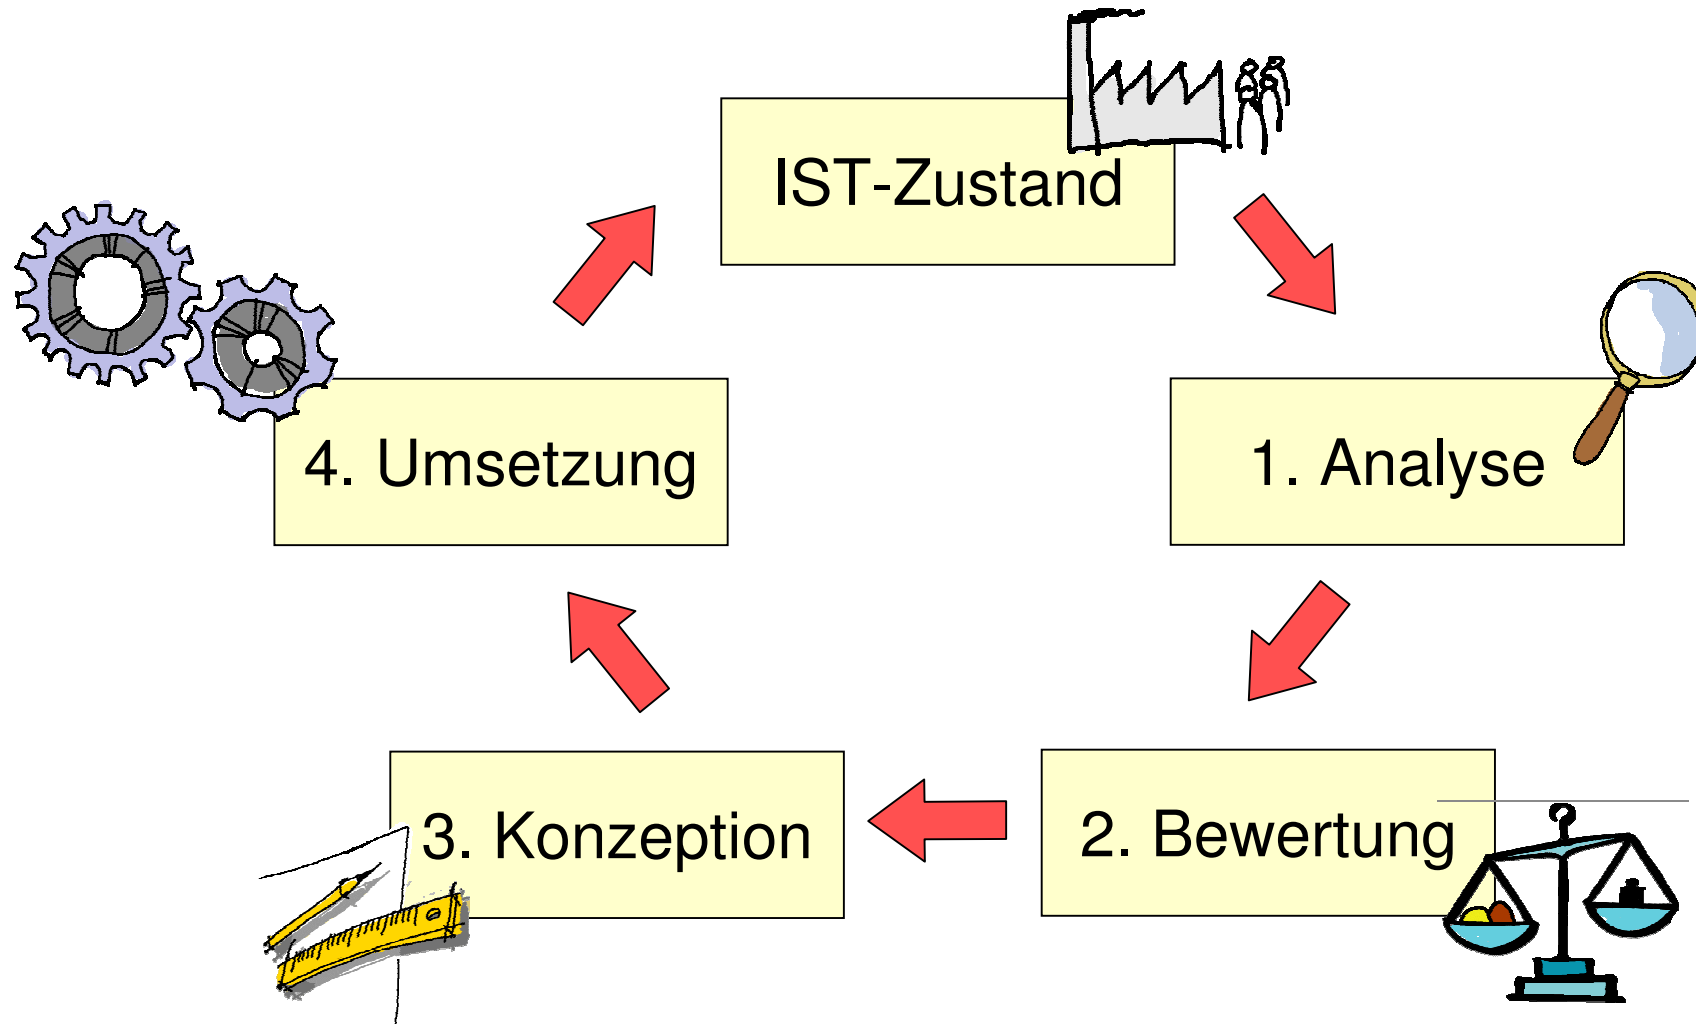 IST-Zustand
1. Analyse
2. Bewertung
3. Konzeption
4. Umsetzung